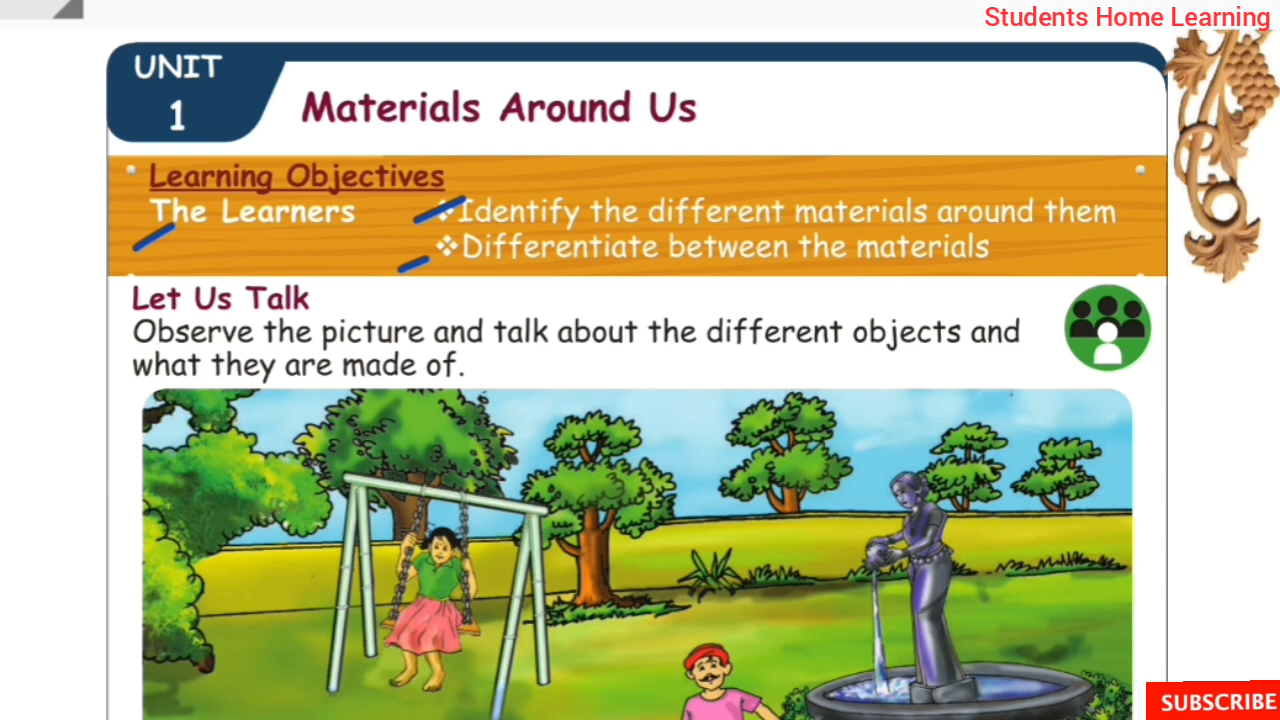 Students Home Learning
UNIT
1
Materials Around Us
Learning Objectives
The Learners ❖Identify the different materials around them
❖Differentiate between the materials
Let Us Talk
Observe the picture and talk about the different objects and
what they are made of.
SUBSCRIBE